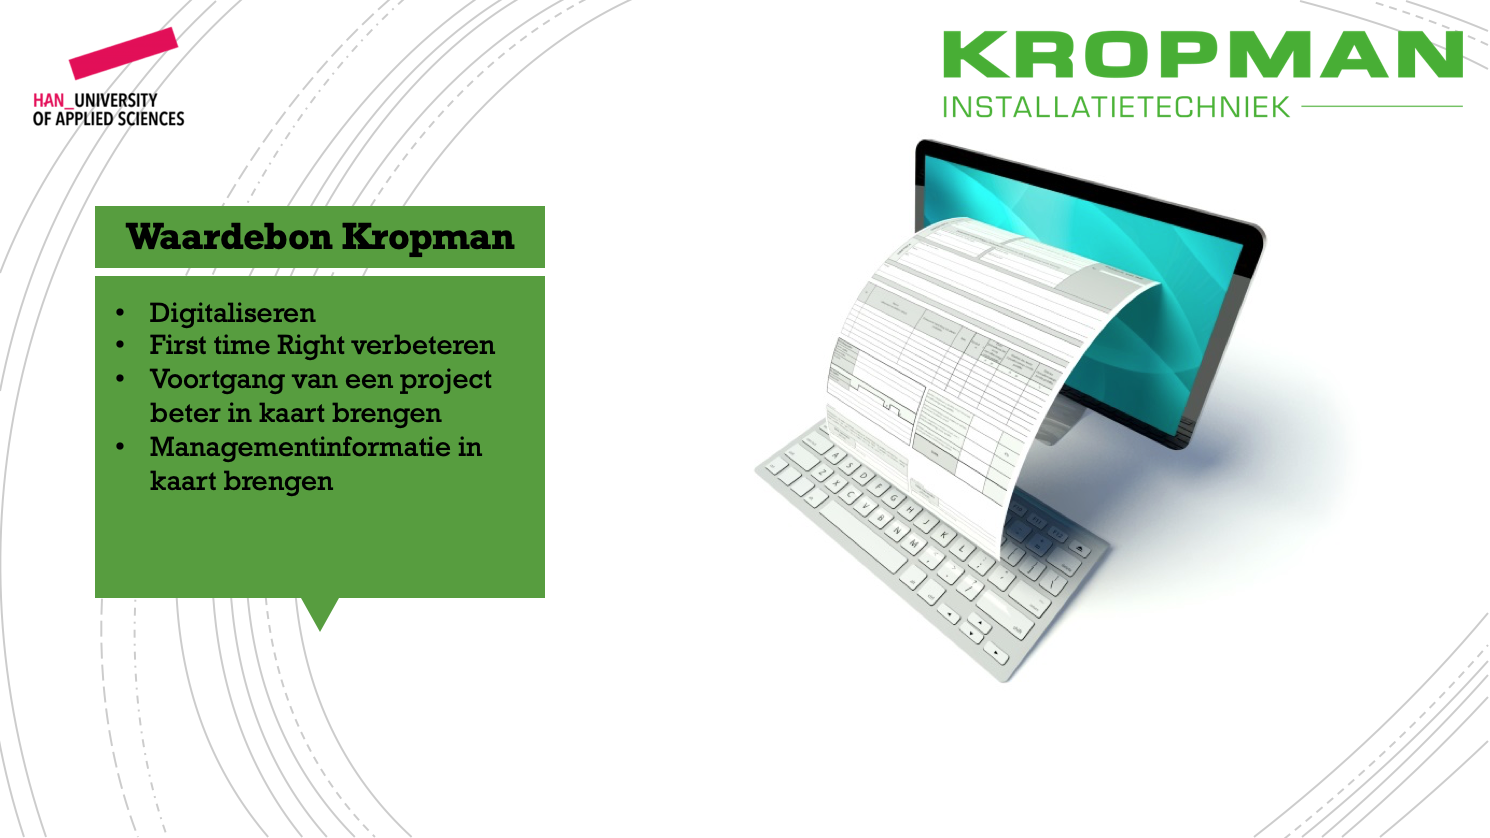 HAN_UNIVERSITY
OF APPLIED SCIENCES
KROPMAN
INSTALLATIETECHNIEK
Waardebon Kropman
• Digitaliseren
• First time Right verbeteren
• Voortgang van een project
beter in kaart brengen
• Managementinformatie in
kaart brengen